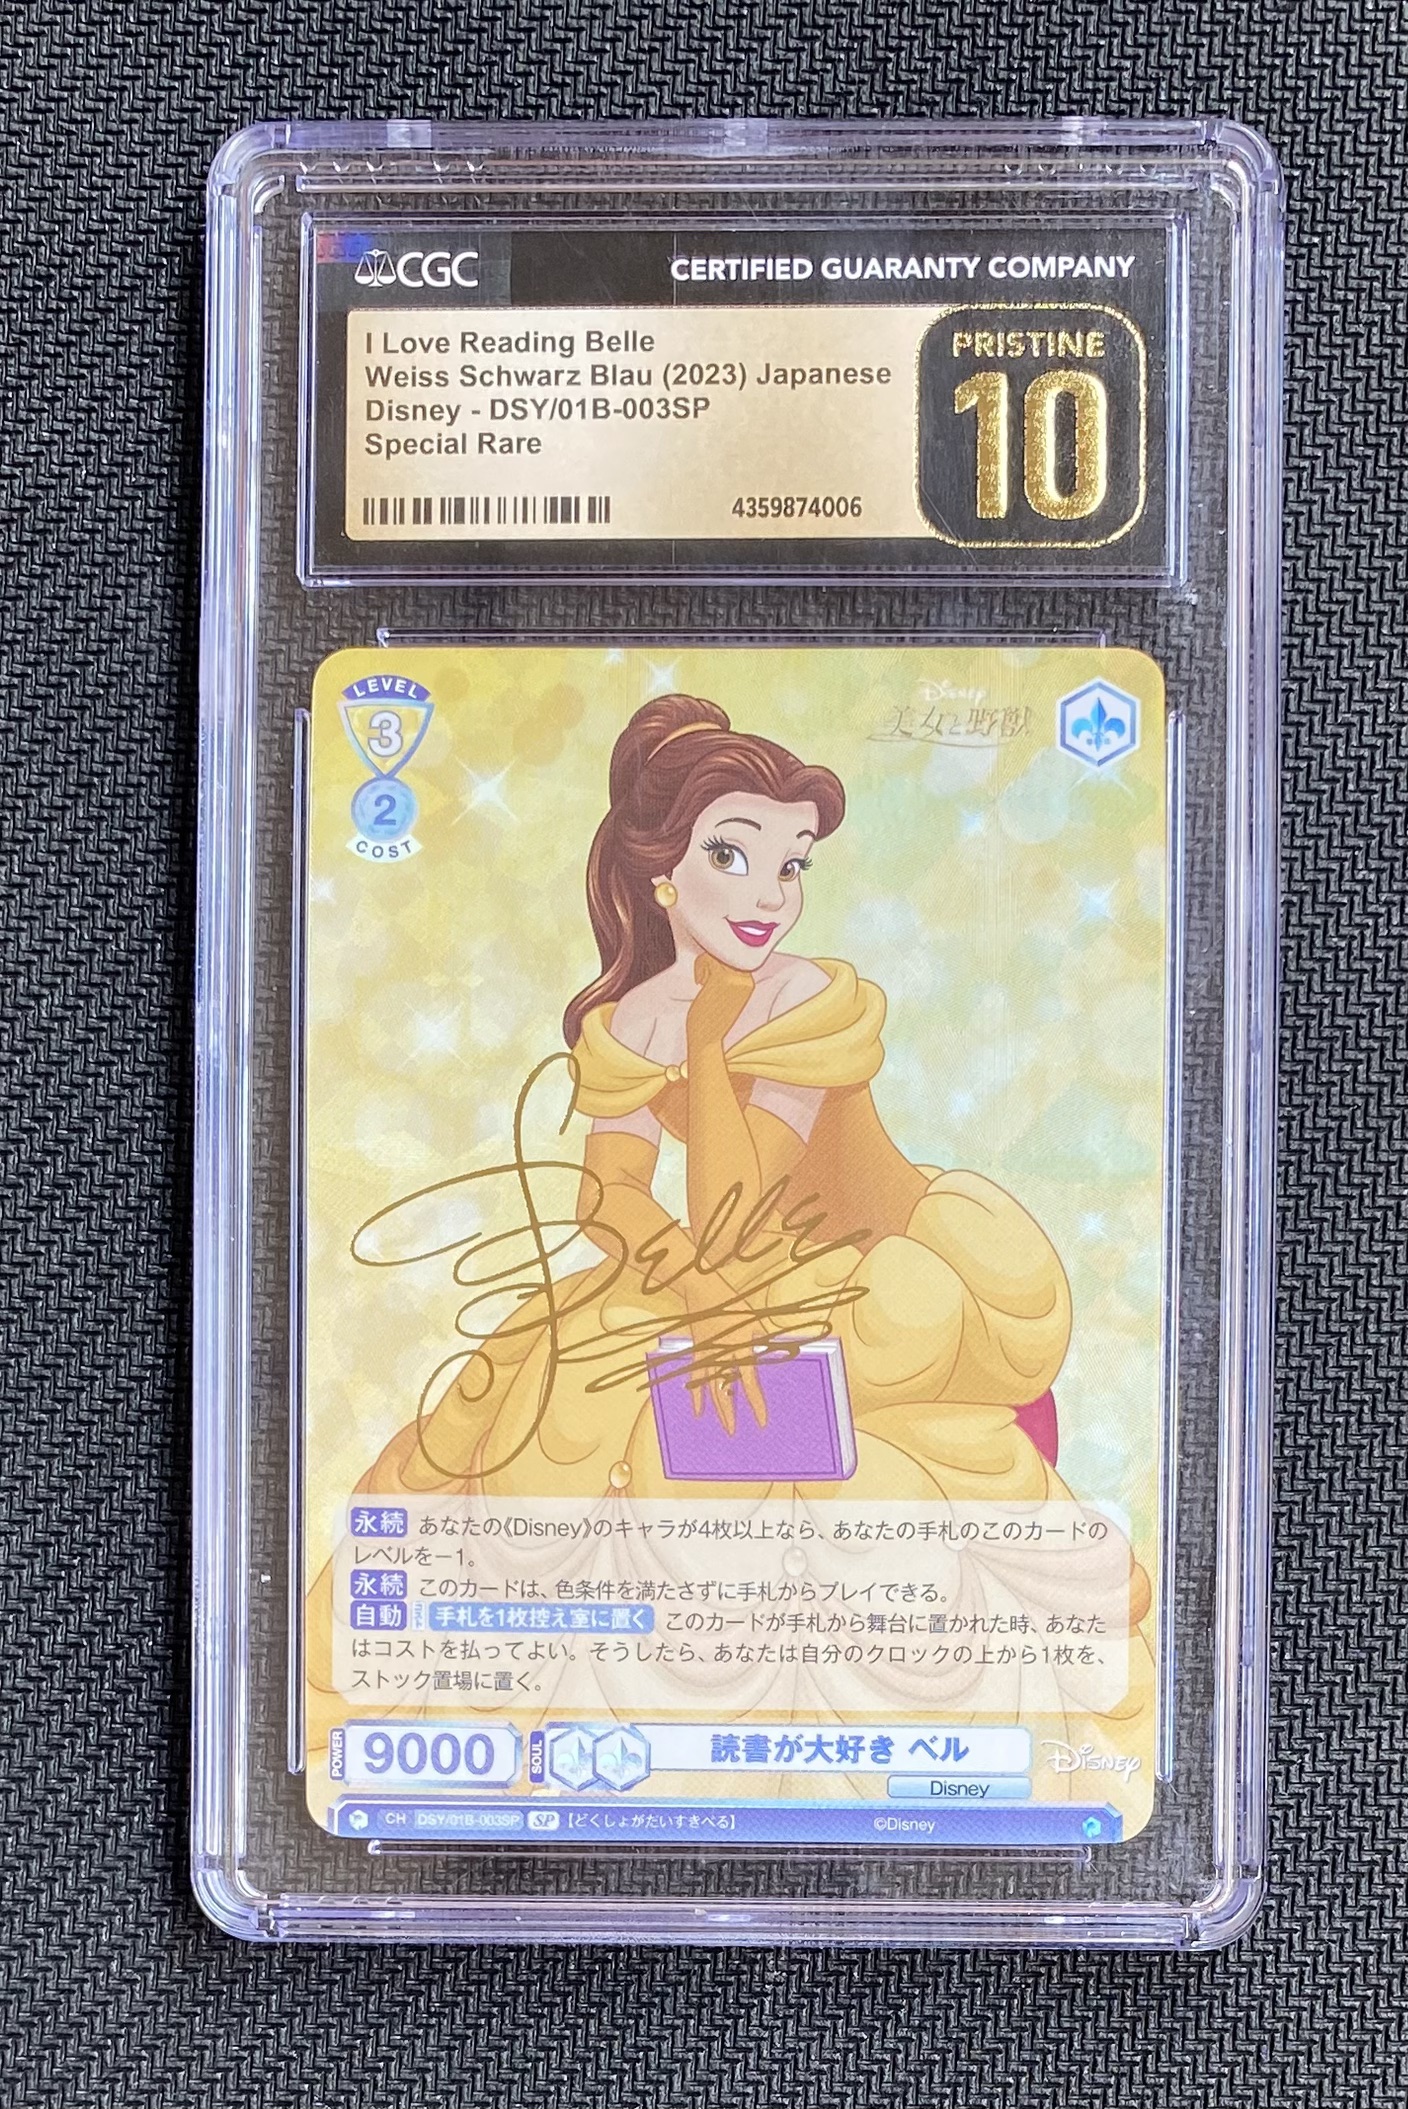 CGC
CERTIFIED GUARANTY COMPANY
I Love Reading Belle
Weiss Schwarz Blau (2023) Japanese
Disney - DSY/01B-003SP
Special Rare
4359874006
PRISTINE
10
LEVEL
3
2
COST
Disney
美女と野獣
Belle
永続 あなたの《Disney》のキャラが4枚以上なら、あなたの手札のこのカードの
レベルを－1。
永続 このカードは、色条件を満たさずに手札からプレイできる。
自動 コスト 手札を1枚控え室に置く このカードが手札から舞台に置かれた時、あなた
はコストを払ってよい。そうしたら、あなたは自分のクロックの上から1枚を、
ストック置場に置く。
POWER
9000
SOUL
読書が大好き ベル
Disney
Disney
CH DSY/01B-003SP SP 【どくしょがだいすきべる】
©Disney